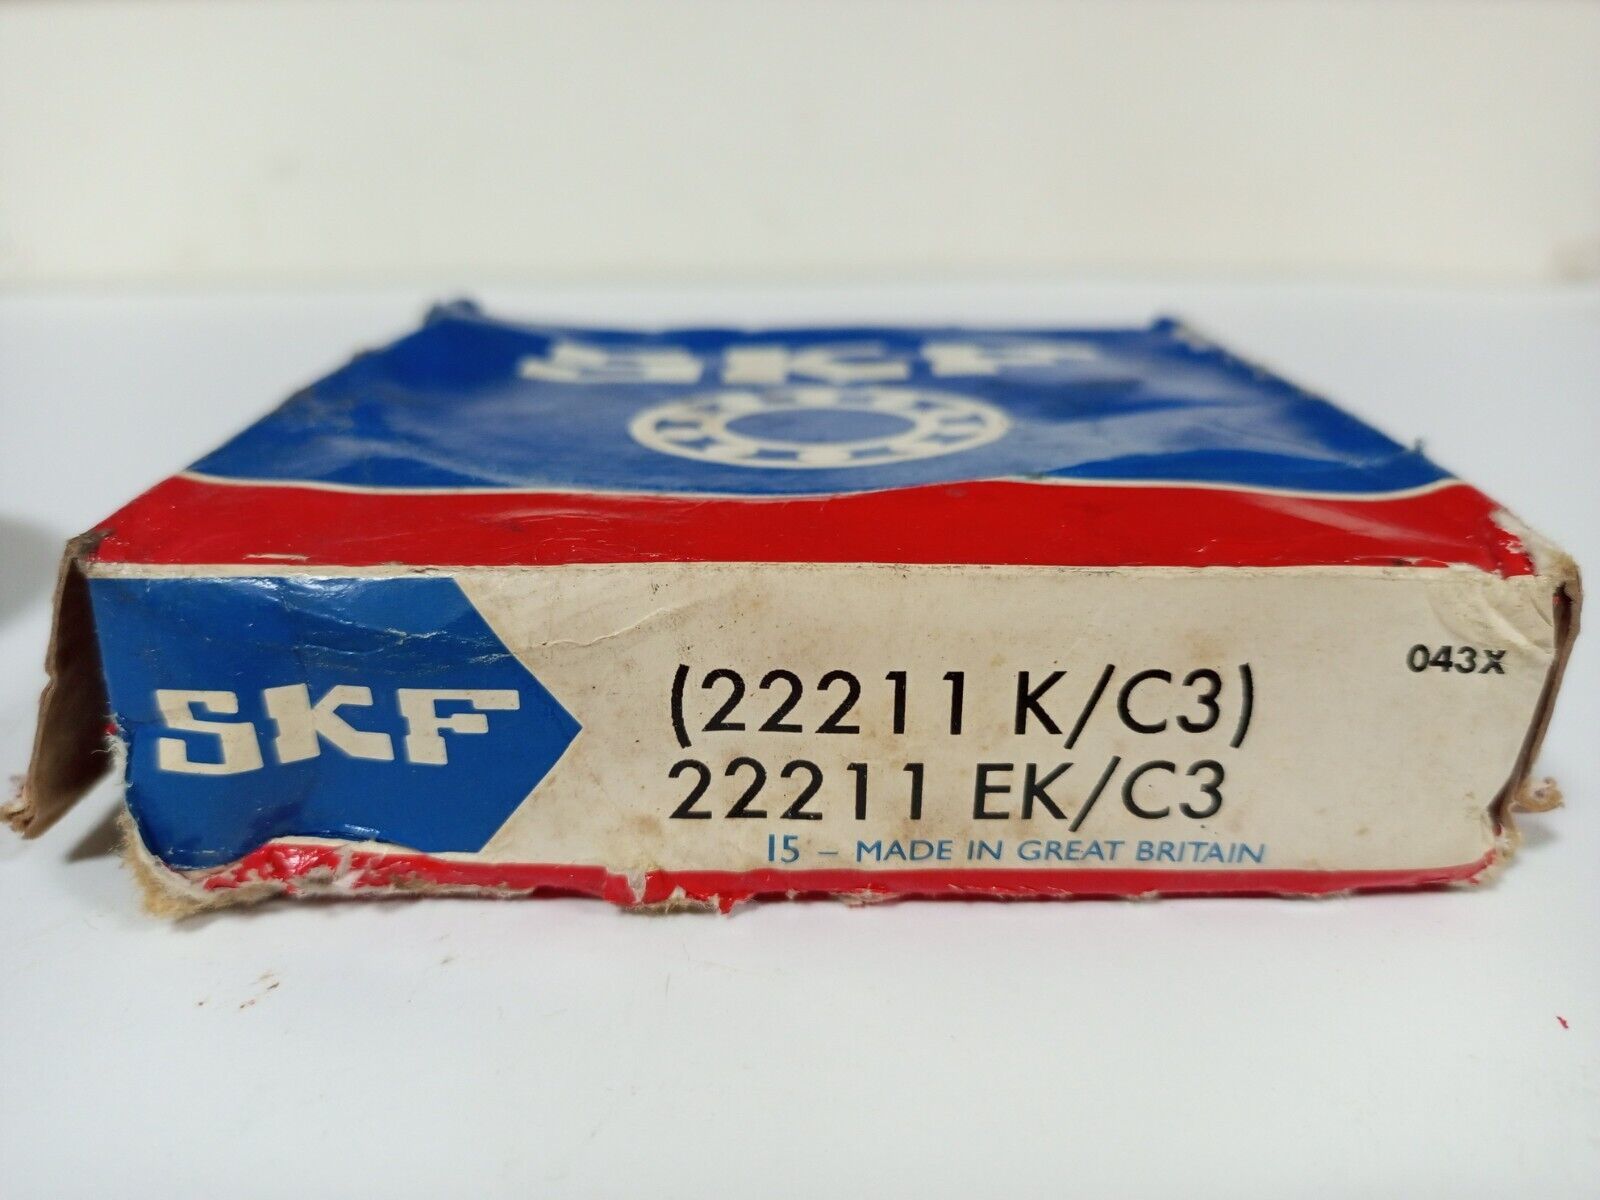 SKF
SKF
(22211 K/C3)
043X
22211 EK/C3
15 – MADE IN GREAT BRITAIN